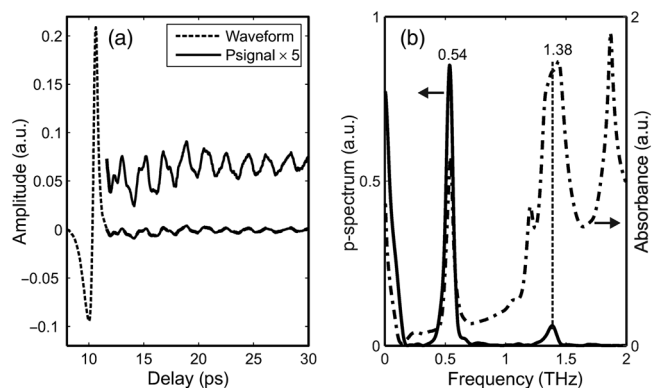 (a)
Waveform
Psignal × 5
0.2
0.15
0.1
0.05
0
−0.05
−0.1
Amplitude (a.u.)
10
15
20
25
30
Delay (ps)
(b)
0.54
1.38
1
0.5
0
p-spectrum (a.u.)
2
1
0
Absorbance (a.u.)
0
0.5
1
1.5
2
Frequency (THz)